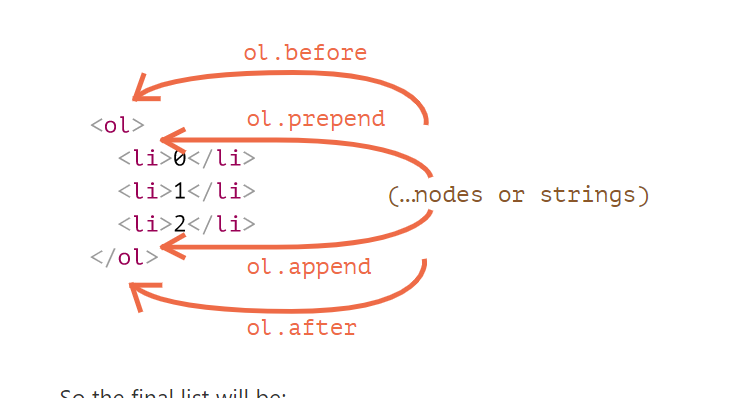 ol.before
<ol>
ol.prepend
<li>0</li>
<li>1</li>
(…nodes or strings)
<li>2</li>
</ol>
ol.append
ol.after
So the final list will be: